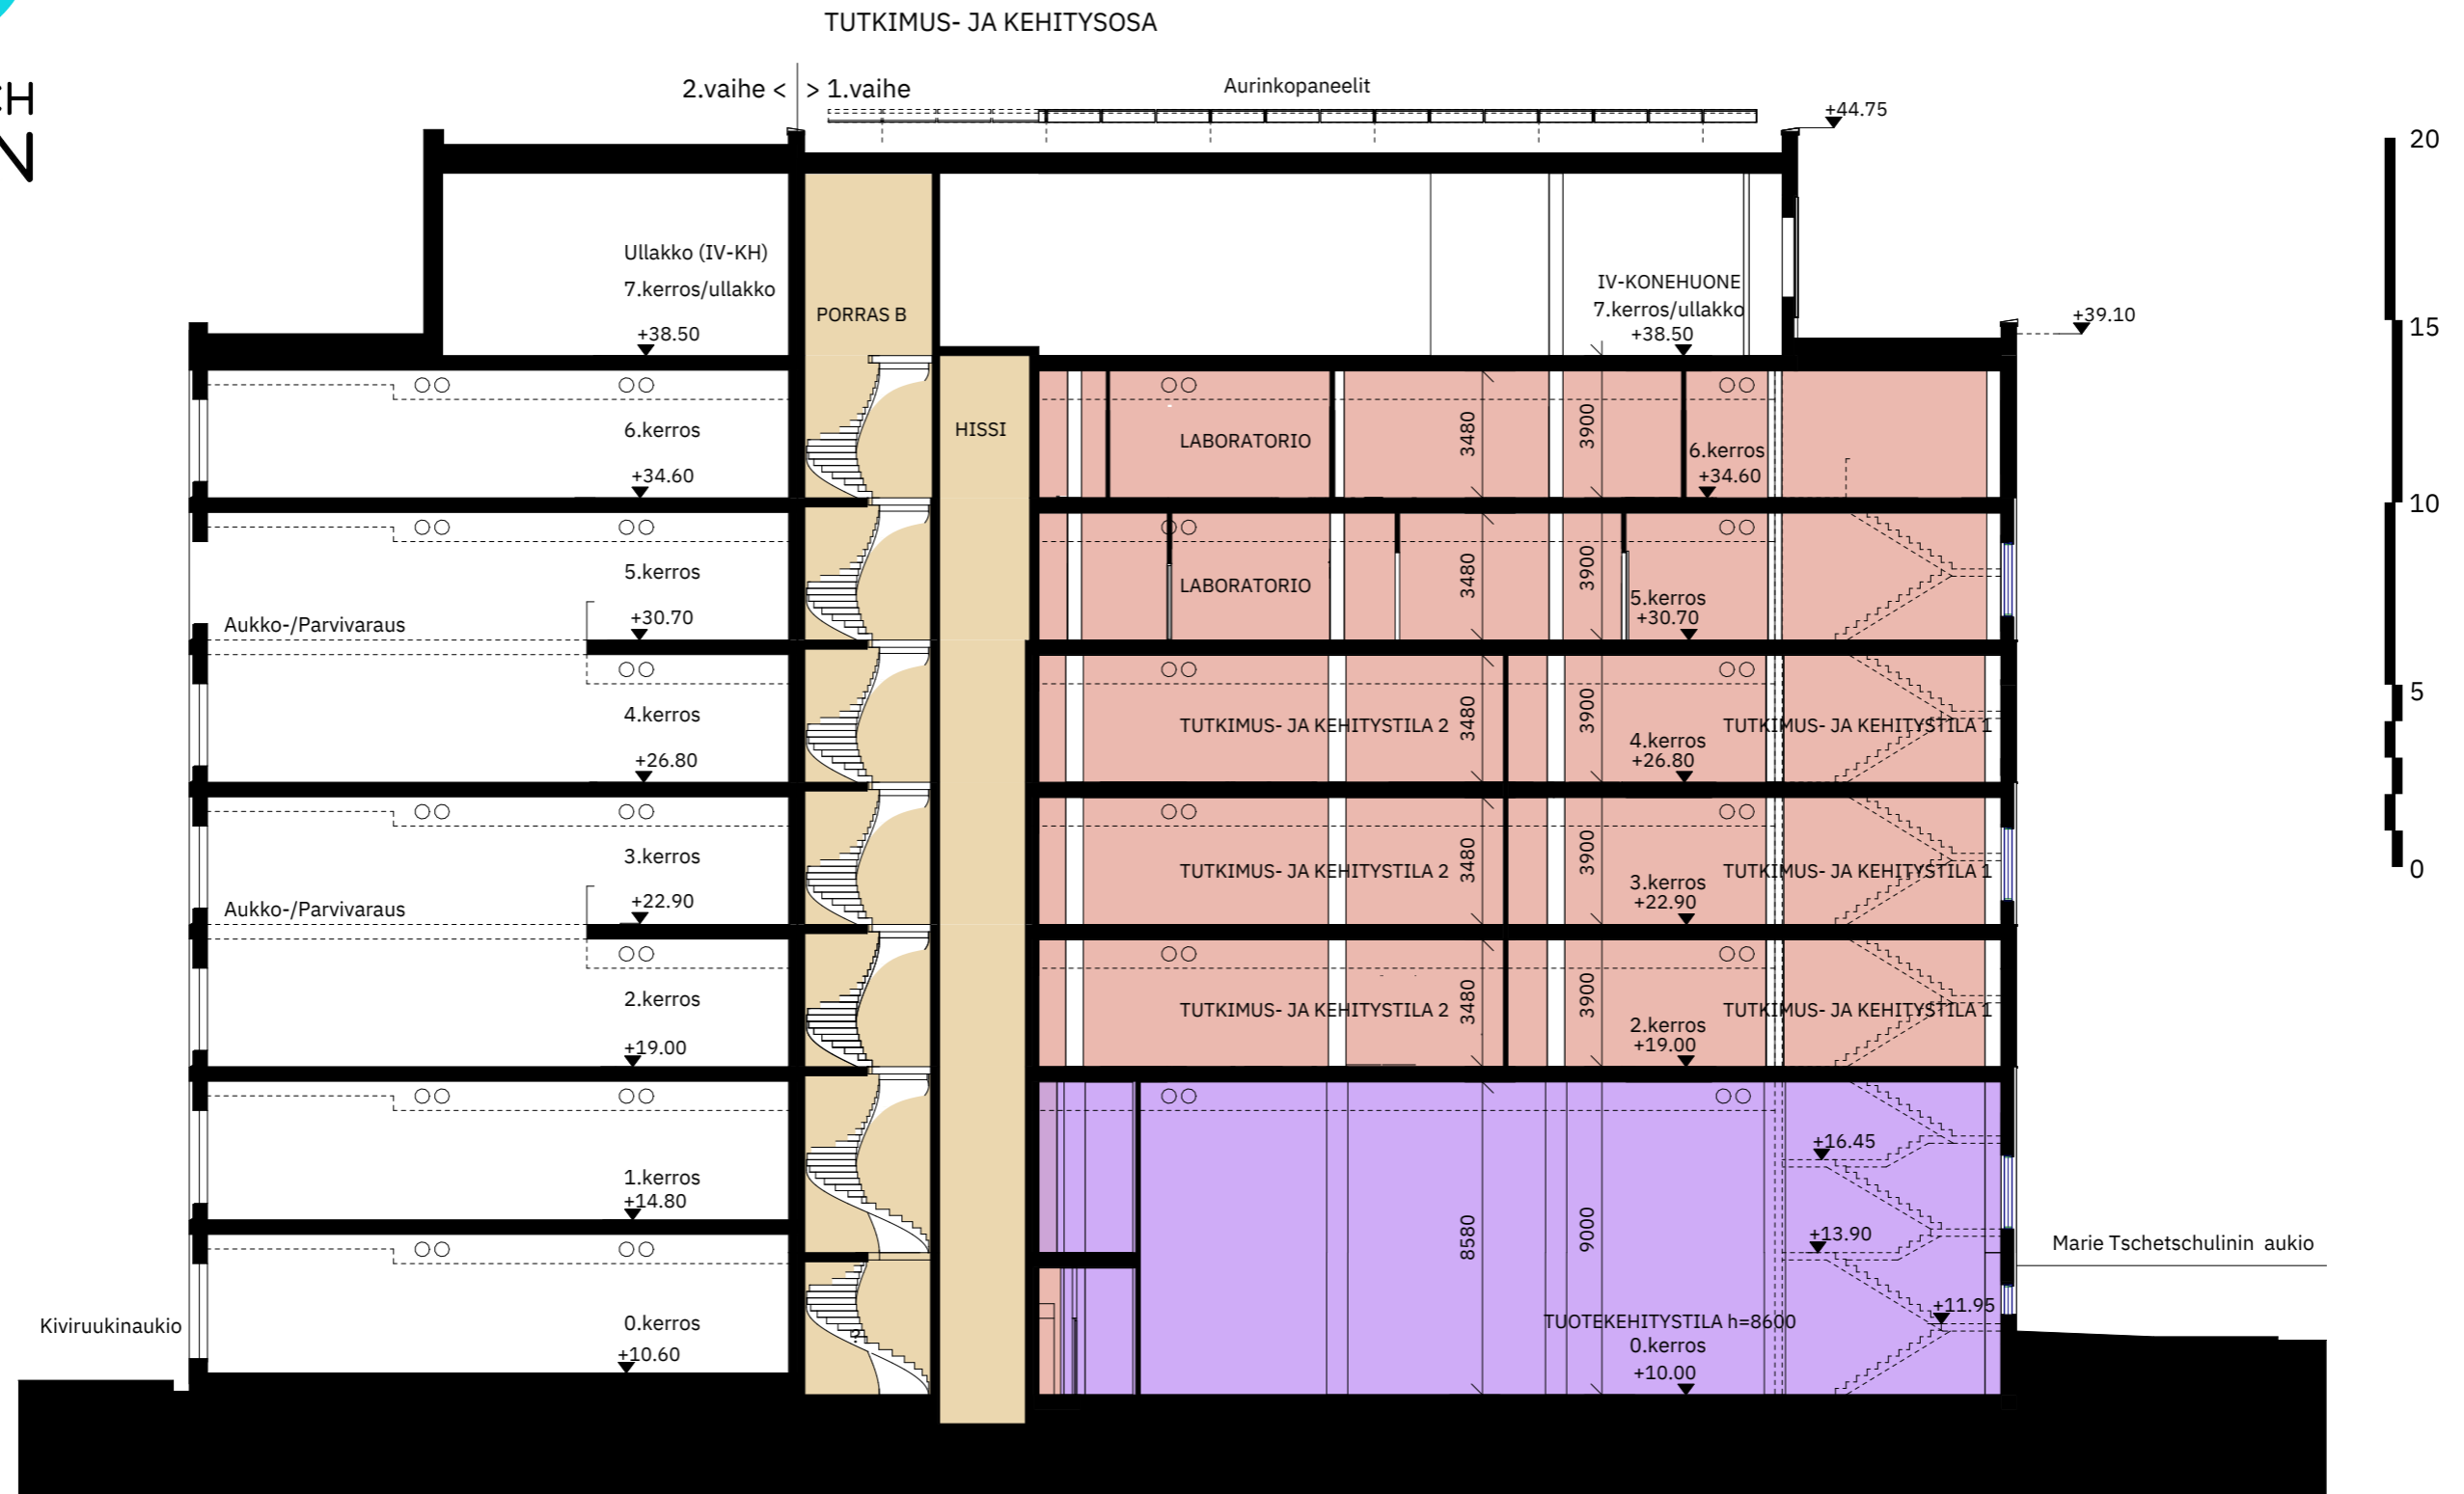 TUTKIMUS- JA KEHITYSOSA
CH
N
2.vaihe < > 1.vaihe
Aurinkopaneelit
+44.75
20
Ullakko (IV-KH)
7.kerros/ullakko
+38.50
PORRAS B
IV-KONEHUONE
7.kerros/ullakko
+38.50
+39.10
15
6.kerros
+34.60
HISSI
LABORATORIO
3480
3900
6.kerros
+34.60
10
5.kerros
+30.70
Aukko-/Parvivaraus
LABORATORIO
3480
3900
5.kerros
+30.70
5
4.kerros
+26.80
TUTKIMUS- JA KEHITYSTILA 2
3480
3900
4.kerros
+26.80
TUTKIMUS- JA KEHITYSTILA 1
0
3.kerros
+22.90
Aukko-/Parvivaraus
TUTKIMUS- JA KEHITYSTILA 2
3480
3900
3.kerros
+22.90
TUTKIMUS- JA KEHITYSTILA 1
2.kerros
+19.00
TUTKIMUS- JA KEHITYSTILA 2
3480
3900
2.kerros
+19.00
TUTKIMUS- JA KEHITYSTILA 1
1.kerros
+14.80
8580
9000
+16.45
+13.90
Marie Tschetschulinin aukio
Kiviruukinaukio
0.kerros
+10.60
?
TUOTEKEHITYSTILA h=8600
0.kerros
+10.00
+11.95